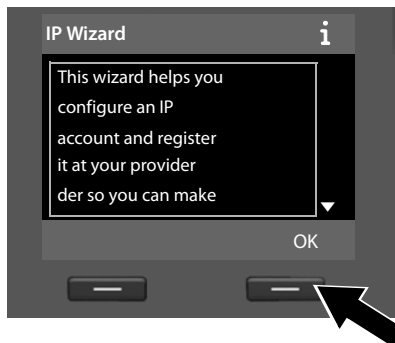 IP Wizard i
This wizard helps you
configure an IP
account and register
it at your provider
der so you can make
OK